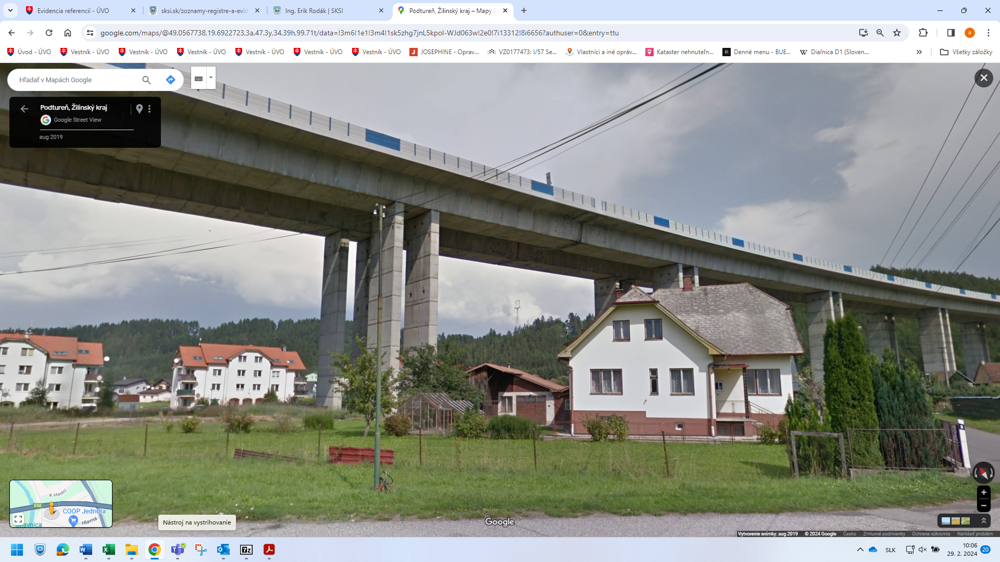 Evidencia referencií - ÚVO
sksi.sk/zoznamy-registre-a-evid
Ing. Erik Rodák | SKSI
Podtureň, Žilinský kraj – Mapy G
google.com/maps/@49.0567738,19.6922723,3a,47.3y,34.39h,99.71t/data=!3m6!1e1!3m4!1sk5zhg7jnL5kpoI-WJd063w!2e0!7i13312!8i6656?authuser=0&entry=ttu
a
Úvod - ÚVO
Vestník - ÚVO
Vestník - ÚVO
Vestník - ÚVO
Vestník - ÚVO
Vestník - ÚVO
Vestník - ÚVO
JOSEPHINE - Oprav...
VZ0177473: I/57 Se...
Vlastníci a iné opráv...
Kataster nehnuteľn...
Denné menu - BUE...
Diaľnica D1 (Sloven...
Všetky záložky
Hľadať v Mapách Google
Podtureň, Žilinský kraj
Google Street View
aug 2019
K stanici
E50
COOP Jednota
Hlavná
Štiavnica
Nástroj na vystrihovanie
Google
Vytvorenie snímky: aug 2019
© 2024 Google
Česko
Zmluvné podmienky
Ochrana súkromia
Nahlásiť problém
SLK
10:06
29. 2. 2024
20